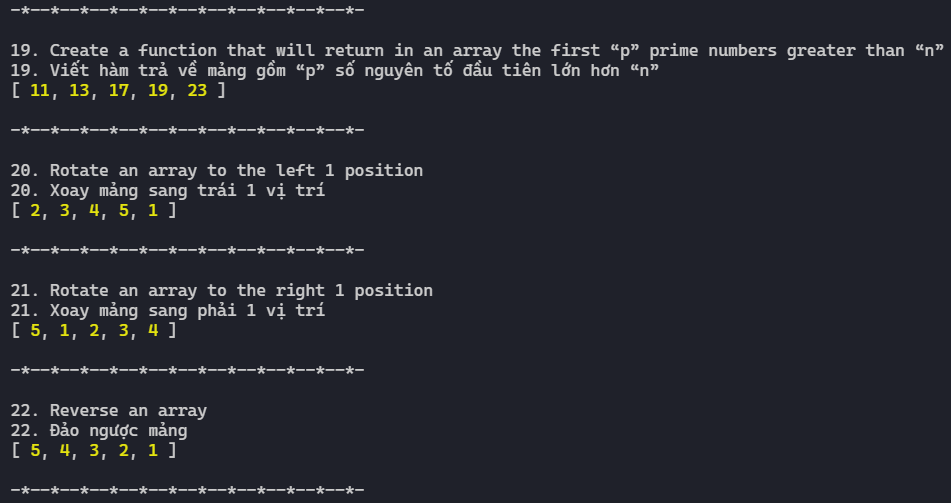 -*--*--*--*--*--*--*--*--*--*--*--*-
19. Create a function that will return in an array the first “p” prime numbers greater than “n”
19. Viết hàm trả về mảng gồm “p” số nguyên tố đầu tiên lớn hơn “n”
[ 11, 13, 17, 19, 23 ]
-*--*--*--*--*--*--*--*--*--*--*--*-
20. Rotate an array to the left 1 position
20. Xoay mảng sang trái 1 vị trí
[ 2, 3, 4, 5, 1 ]
-*--*--*--*--*--*--*--*--*--*--*--*-
21. Rotate an array to the right 1 position
21. Xoay mảng sang phải 1 vị trí
[ 5, 1, 2, 3, 4 ]
-*--*--*--*--*--*--*--*--*--*--*--*-
22. Reverse an array
22. Đảo ngược mảng
[ 5, 4, 3, 2, 1 ]
-*--*--*--*--*--*--*--*--*--*--*--*-